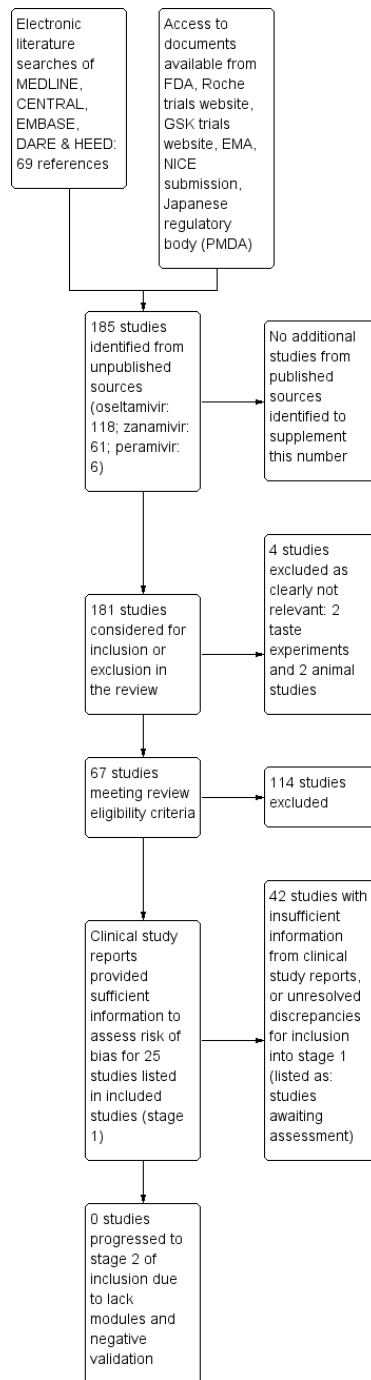 Electronic
literature
searches of
MEDLINE,
CENTRAL,
EMBASE,
DARE & HEED:
69 references
Access to
documents
available from
FDA, Roche
trials website,
GSK trials
website, EMA,
NICE
submission,
Japanese
regulatory
body (PMDA)
185 studies
identified from
unpublished
sources
(oseltamivir:
118; zanamivir:
61; peramivir:
6)
No additional
studies from
published
sources
identified to
supplement
this number
4 studies
excluded as
clearly not
relevant: 2
taste
experiments
and 2 animal
studies
181 studies
considered for
inclusion or
exclusion in
the review
67 studies
meeting review
eligibility criteria
114 studies
excluded
Clinical study
reports
provided
sufficient
information to
assess risk of
bias for 25
studies listed
in included
studies (stage
1)
42 studies with
insufficient
information
from clinical
study reports,
or unresolved
discrepancies
for inclusion
into stage 1
(listed as:
studies
awaiting
assessment)
0 studies
progressed to
stage 2 of
inclusion due
to lack
modules and
negative
validation